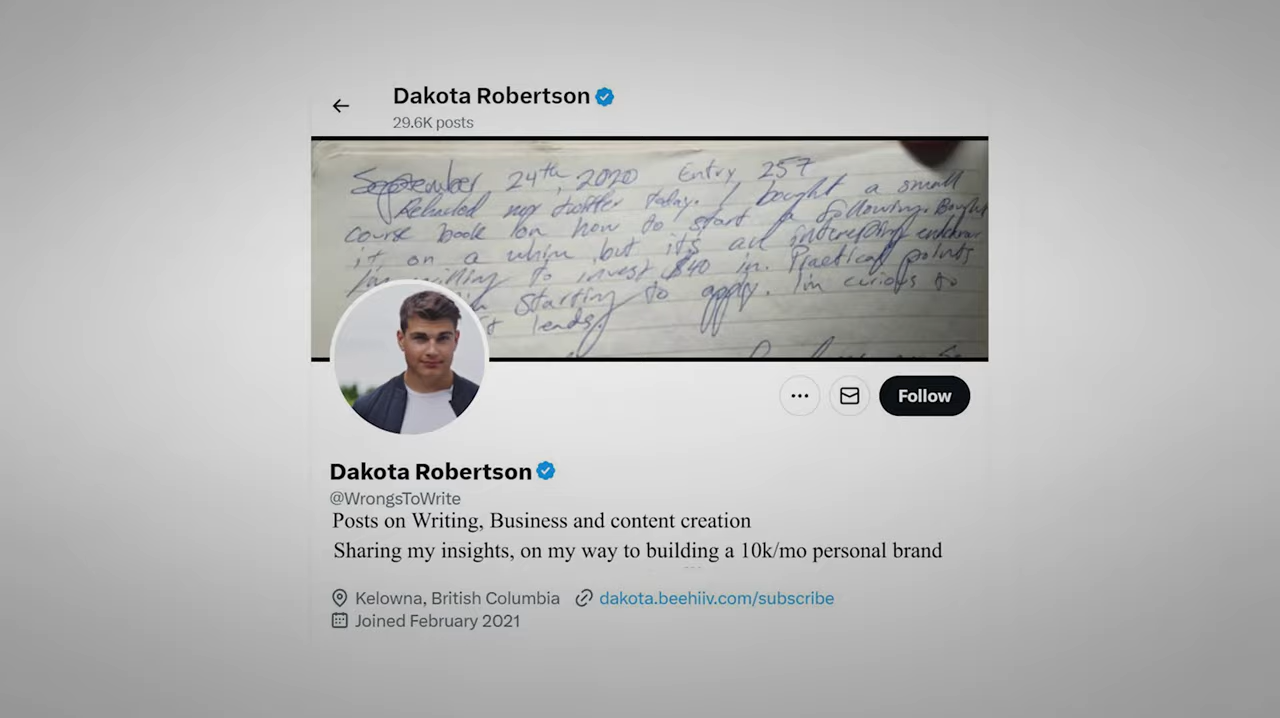 Dakota Robertson
29.6K posts
September 24th, 2020 Entry 257
Reloaded my twitter today. I bought a small
course book on how to start a following. Bought
it on a whim, but it's an interesting endeavor
I'm willing to invest $40 in. Practical points
starting to apply. I'm curious to
leads.
Follow
Dakota Robertson
@WrongsToWrite
Posts on Writing, Business and content creation
Sharing my insights, on my way to building a 10k/mo personal brand
Kelowna, British Columbia dakota.beehiiv.com/subscribe
Joined February 2021